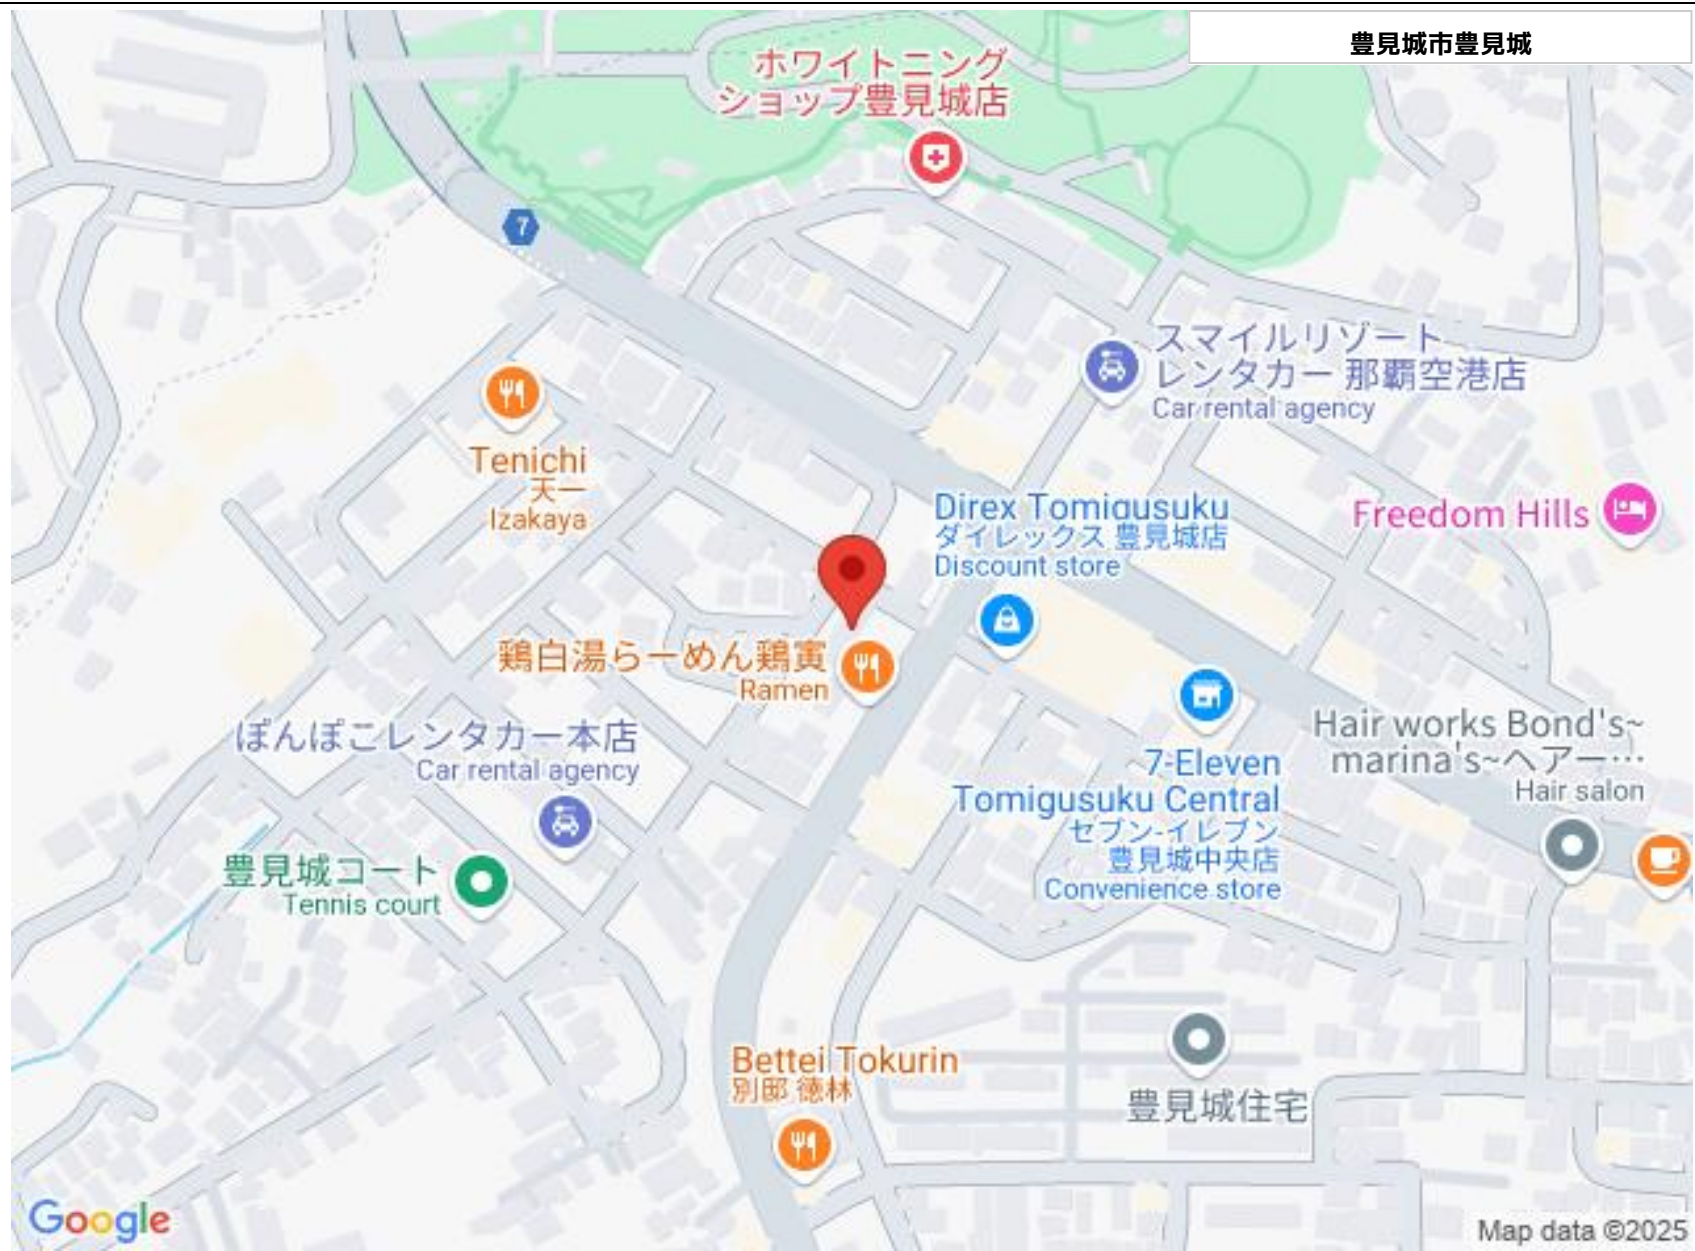 豊見城市豊見城
ホワイトニング
ショップ豊見城店
7
スマイルリゾート
レンタカー 那覇空港店
Car rental agency
Tenichi
天一
Izakaya
Direx Tomigusuku
ダイレックス 豊見城店
Discount store
Freedom Hills
鶏白湯らーめん鶏寅
Ramen
ぽんぽこレンタカー本店
Car rental agency
7-Eleven
Tomigusuku Central
セブン-イレブン
豊見城中央店
Convenience store
Hair works Bond's~
marina's~ヘアー…
Hair salon
豊見城コート
Tennis court
Bettei Tokurin
別邸 徳林
豊見城住宅
Google
Map data ©2025